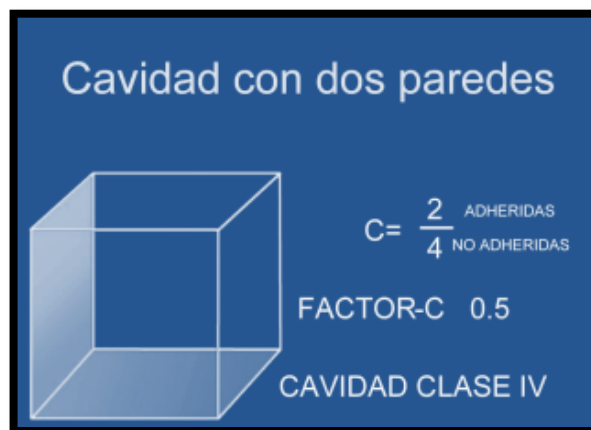 Cavidad con dos paredes
C= 2 ADHERIDAS
4 NO ADHERIDAS
FACTOR-C 0.5
CAVIDAD CLASE IV